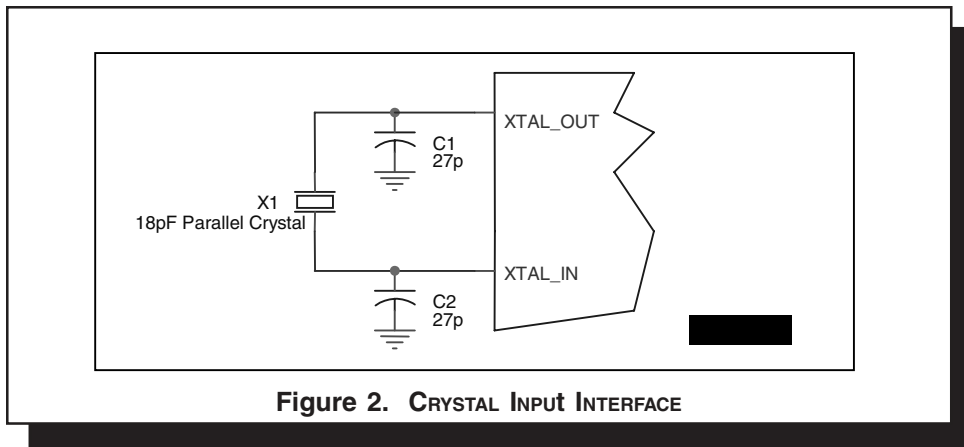 XTAL_OUT
C1
27p
X1
18pF Parallel Crystal
XTAL_IN
C2
27p
Figure 2. CRYSTAL INPUt INTERFACE